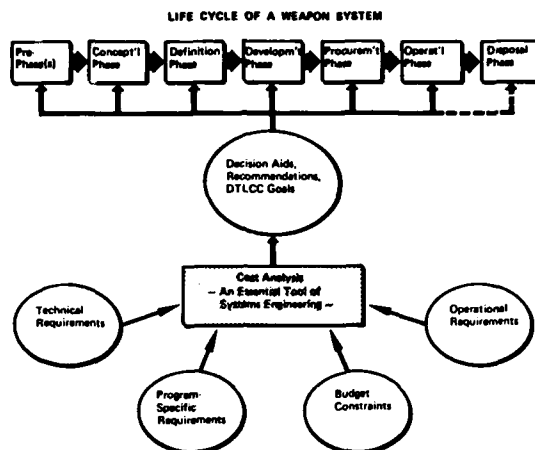 LIFE CYCLE OF A WEAPON SYSTEM
Pre-
Phase(s)
Concept'l
Phase
Definition
Phase
Developm't
Phase
Procurem't
Phase
Operat'l
Phase
Disposal
Phase
Decision Aids,
Recommendations,
DTLCC Goals
Cost Analysis
~ An Essential Tool of
Systems Engineering ~
Technical
Requirements
Operational
Requirements
Program-
Specific
Requirements
Budget
Constraints